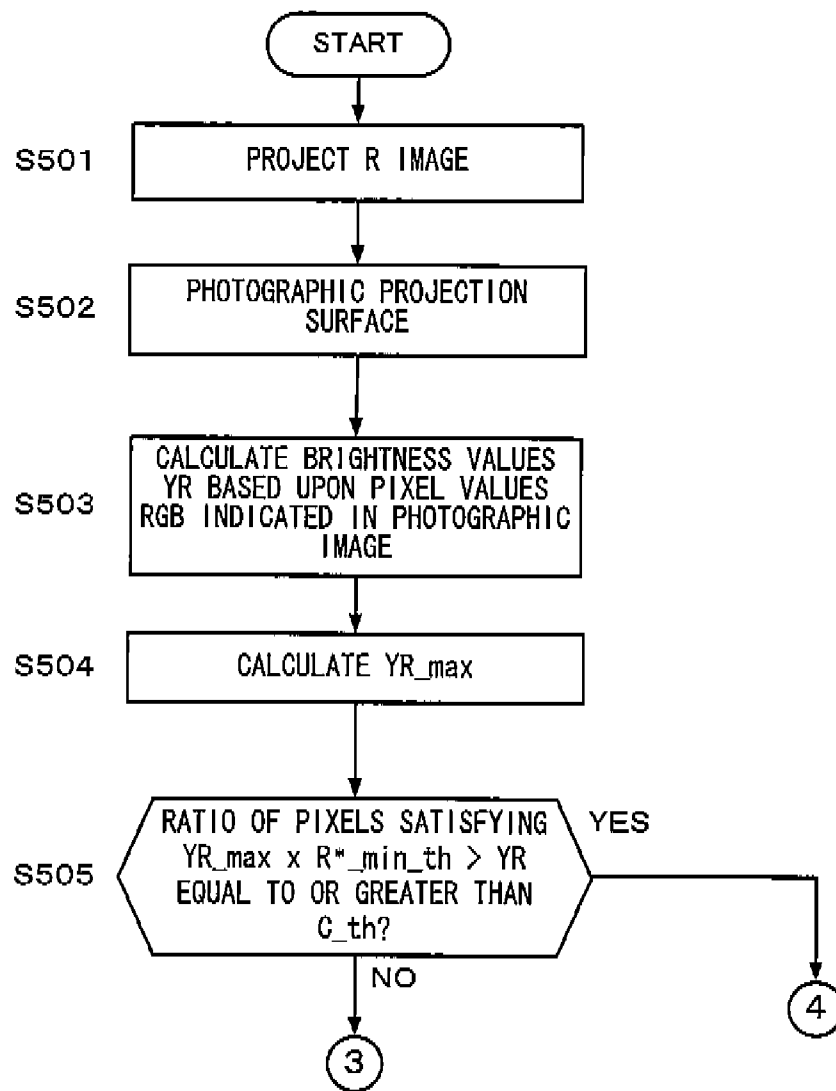 START
S501
PROJECT R IMAGE
S502
PHOTOGRAPHIC PROJECTION
SURFACE
S503
CALCULATE BRIGHTNESS VALUES
YR BASED UPON PIXEL VALUES
RGB INDICATED IN PHOTOGRAPHIC
IMAGE
S504
CALCULATE YR_max
S505
RATIO OF PIXELS SATISFYING
YR_max x R*_min_th > YR
EQUAL TO OR GREATER THAN
C_th?
YES
NO
4
3